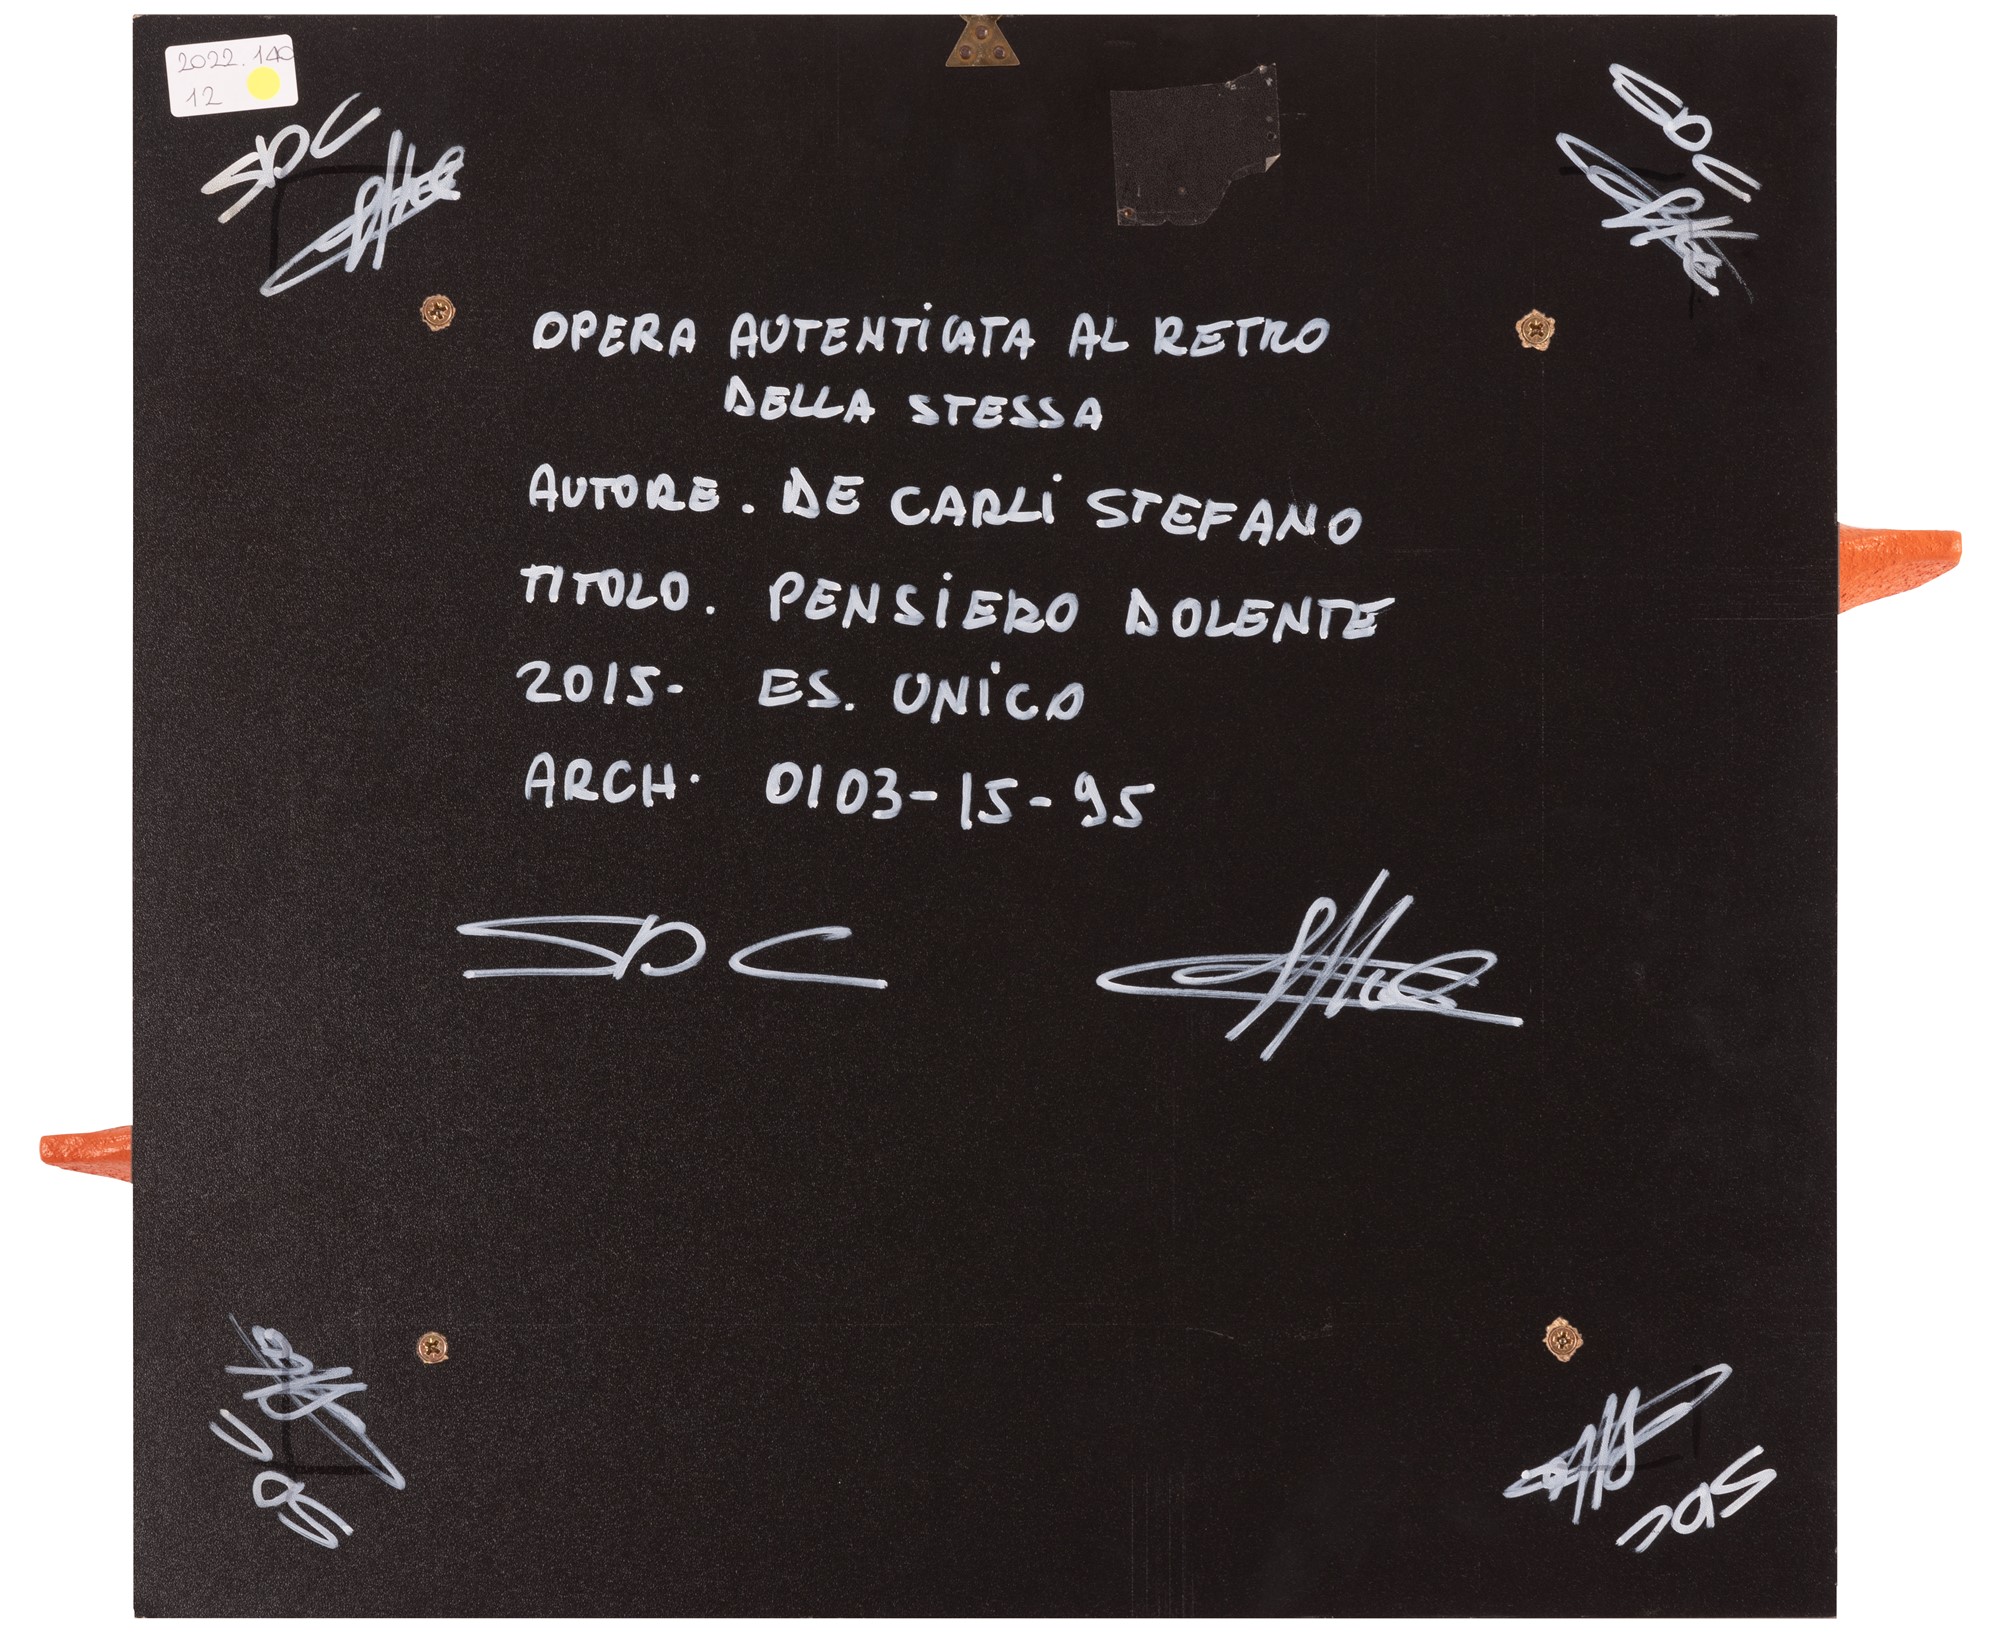 2022.140
12
SDC
SDC
OPERA AUTENTICATA AL RETRO
DELLA STESSA
AUTORE. DE CARLI STEFANO
TITOLO. PENSIERO DOLENTE
2015- ES. UNICO
ARCH. 0103-15-95
SDC
SDC
SDC